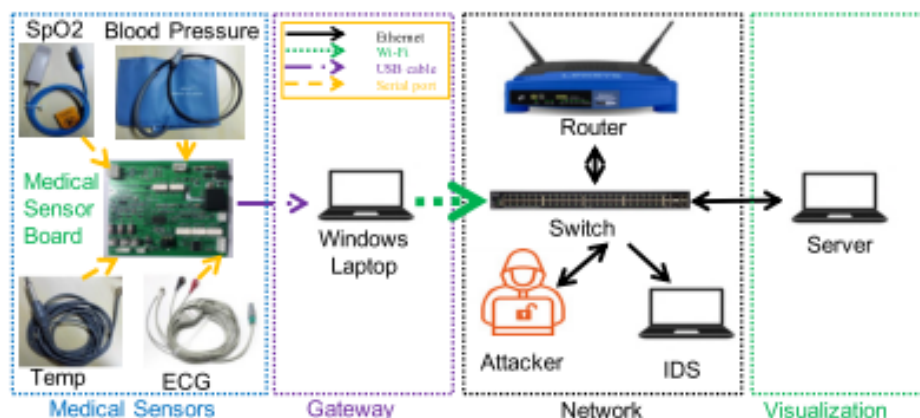 SpO2
Blood Pressure
Ethernet
Wi-Fi
USB-cable
Serial port
Router
Medical
Sensor
Board
Windows
Laptop
Switch
Server
Attacker
IDS
Temp
ECG
Medical Sensors
Gateway
Network
Visualization